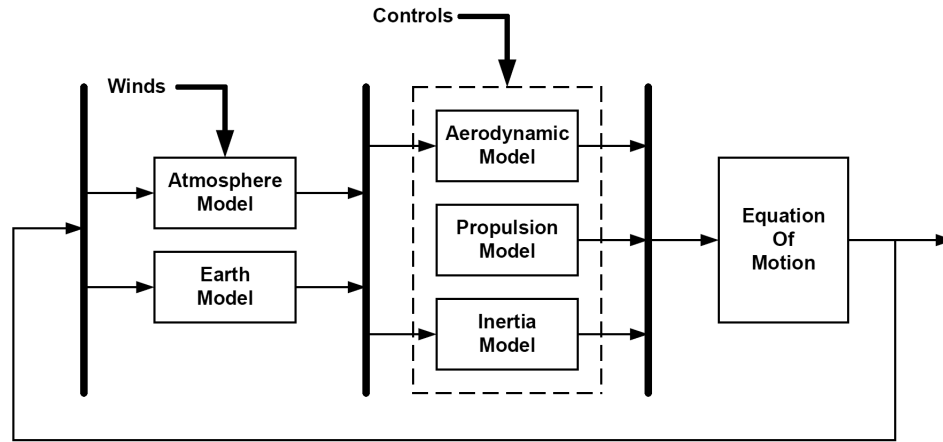 Controls
Winds
Aerodynamic
Model
Atmosphere
Model
Propulsion
Model
Equation
Of
Motion
Earth
Model
Inertia
Model